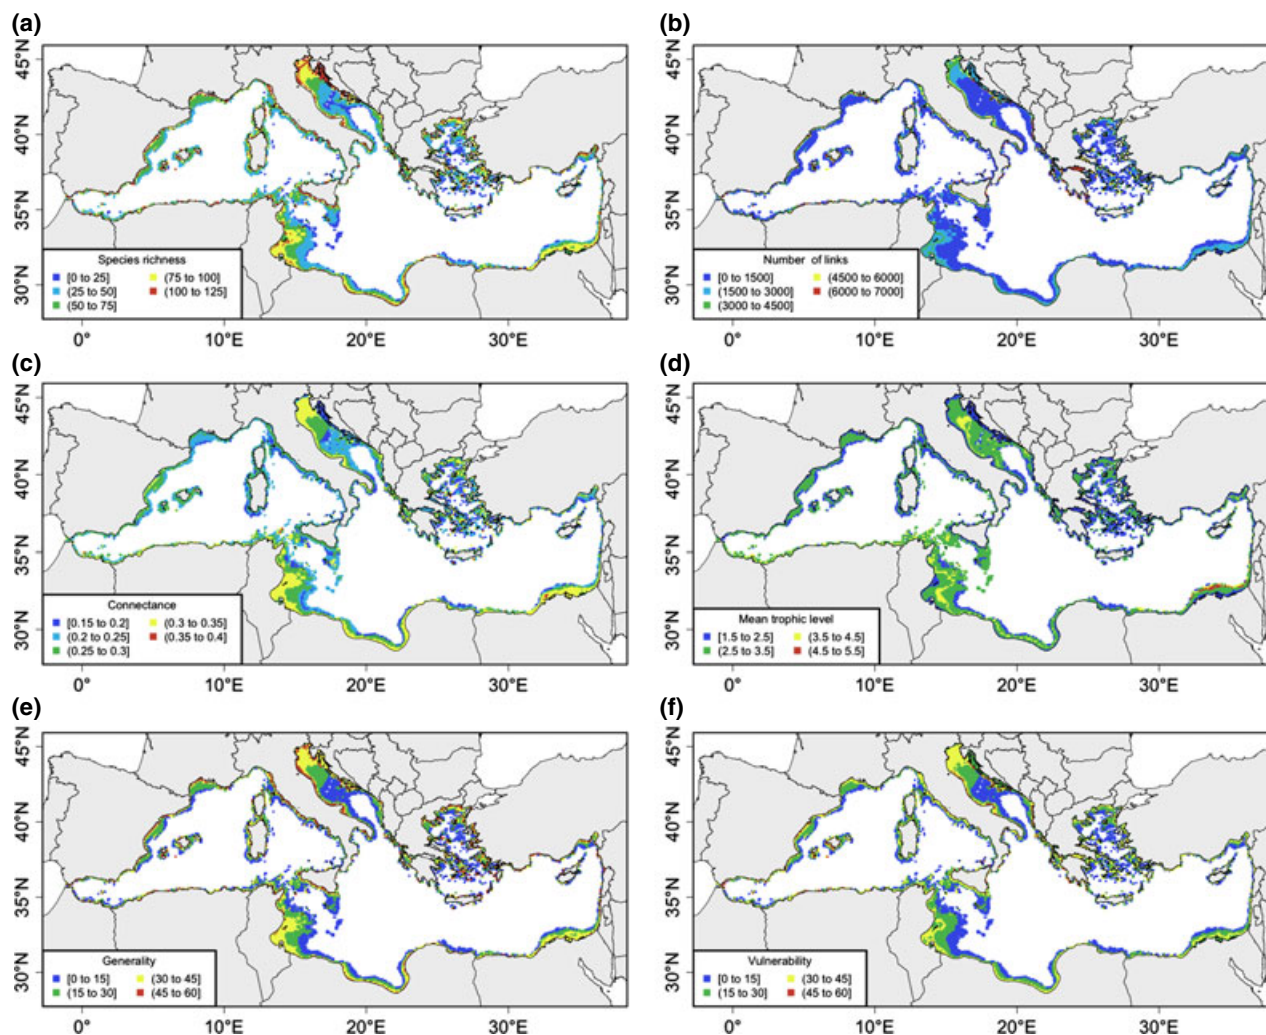 (a)
45°N
40°N
35°N
30°N
Species richness
[0 to 25] (75 to 100]
(25 to 50] (100 to 125]
(50 to 75]
0° 10°E 20°E 30°E
(b)
45°N
40°N
35°N
30°N
Number of links
[0 to 1500] (4500 to 6000]
(1500 to 3000] (6000 to 7000]
(3000 to 4500]
0° 10°E 20°E 30°E
(c)
45°N
40°N
35°N
30°N
Connectance
[0.15 to 0.2] (0.3 to 0.35]
(0.2 to 0.25] (0.35 to 0.4]
(0.25 to 0.3]
0° 10°E 20°E 30°E
(d)
45°N
40°N
35°N
30°N
Mean trophic level
[1.5 to 2.5] (3.5 to 4.5]
(2.5 to 3.5] (4.5 to 5.5]
0° 10°E 20°E 30°E
(e)
45°N
40°N
35°N
30°N
Generality
[0 to 15] (30 to 45]
(15 to 30] (45 to 60]
0° 10°E 20°E 30°E
(f)
45°N
40°N
35°N
30°N
Vulnerability
[0 to 15] (30 to 45]
(15 to 30] (45 to 60]
0° 10°E 20°E 30°E